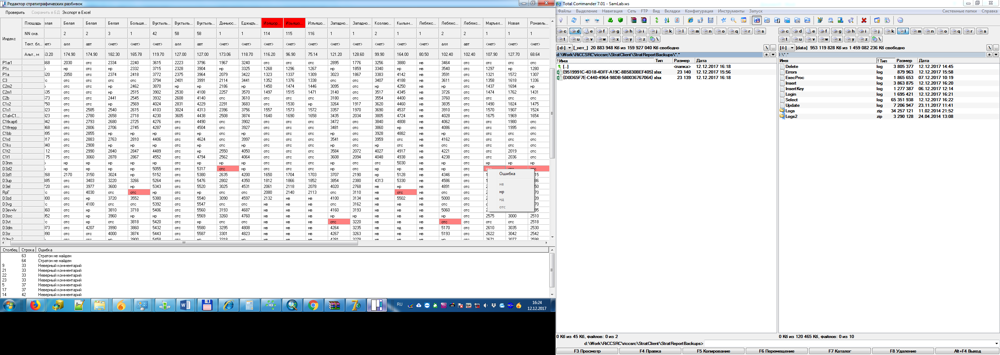 Редактор стратиграфических разбивок
Проверить Сохранить в БД Экспорт в Excel
Индекс
Площадь елая Белая Белая Белая Больше... Вуктыль... Вуктыль... Вуктыль... Диньюс... Еджидъ... Изяшор... Изъяшо... Изъяшо... Западно... Западно... Козлаю... Кылым... Лебяжс... Лебяжс... Лебяжс... Маръел... Новая Ронаель...
NN скв. 2 2 3 1 42 58 58 1 1 114 115 116 1 1 2 1 1 2 2 1 1 1
Тект. бл... <нет> алл авт <нет> <нет> <нет> алл авт <нет> <нет> <нет> <нет> <нет> <нет> <нет> <нет> <нет> <нет> алл авт <нет> <нет> <нет>
Альт., м 63.20 174.90 174.90 182.30 165.78 119.70 127.00 127.00 173.06 118.70 116.20 96.90 75.14 121.20 128.60 99.90 164.00 80.50 102.40 102.40 107.90 127.70 68.64
P1ar1 468 2030 отс 2334 2240 3615 2223 3796 1967 3240 отс отс отс 2895 1776 3256 3880 нв 3464 отс отс отс отс
P1s нр отс нр 2332 3715 2328 3904 нр 3325 1268 1296 1267 нр 1859 3340 нр нв 3540 отс 1297 нр 1280
P1a 520 2050 отс 2374 2418 3772 2375 3964 2079 3422 1323 1337 1309 3023 1867 3383 4142 нв 3591 отс 1321 1572 1307
C3 отс отс отс отс 3794 2401 3991 2114 3441 1352 1376 1338 отс отс 3407 4188 нв 3611 отс 1358 1618 1336
C2m2 отс отс нр 2462 3870 нр нр 2186 нр 1450 1474 1446 3095 отс нр 4250 нв нр отс 1437 1694 нр
C2m1 635 отс отс нр 2515 3902 2530 4108 2257 3570 1497 1515 1471 3140 отс 3517 4345 нв 3726 отс 1474 1762 1431
C2b 673 отс отс 2441 2545 3932 2608 4140 отс 3610 отс отс отс 3180 отс 3554 4400 нв 3760 отс отс отс отс
C1s2 750 отс отс нр 2569 4024 2831 4229 2291 3683 отс 1530 нр 3264 1917 3620 4460 нв 3835 отс 1490 1824 1475
C1s1 823 отс 2585 2540 2615 4103 3024 4313 2396 3756 1557 1573 1572 3357 1970 3690 4537 нв 3910 отс 1570 1907 1524
C1al+C1... 923 отс 2780 2658 2718 4230 3605 4438 2508 3874 1640 1690 1658 3435 2034 3805 4724 нв 4028 отс 1675 1969 1654
C1tlкарб 942 отс 2793 2680 2725 4276 отс 4490 отс 3902 отс отс отс 3472 отс 3840 4808 нв 4062 отс отс 1980 отс
C1tlтерр 968 отс 2806 2706 2745 4287 отс 4504 отс 3927 отс отс отс 3481 отс 3860 нр нв 4086 отс отс 1995 отс
C1bb 995 отс 2855 нр нр нр отс нр отс нр отс отс отс нр отс 3928 4882 нв нр отс отс отс отс
C1rd 017 отс 2883 2763 2810 4406 отс 4624 отс 3997 отс отс отс 3541 отс 3959 отс нв 4162 отс отс отс отс
C1ks 040 отс 2908 нр нр нр отс нр отс нр отс отс отс нр отс отс отс нв нр отс отс отс отс
C1t2 12 отс 2990 2840 2847 4489 отс нр 2550 4050 отс отс отс 3584 2072 4027 4917 нв 4221 отс отс 2019 отс
C1t1 75 отс 3060 2878 2867 4552 отс 4794 2562 4064 отс отс отс 3608 2094 4048 4938 нв 4238 отс отс 2036 отс
D3nm нр нр нр нр нр отс нр нр нр отс отс отс нр отс отс 5030 нв нр отс нр нр нр
D3zl2 нр нр нр нр 5055 отс 5317 отс нр отс отс отс нр отс нр нр нв нр отс отс отс отс
D3zl1 268 2170 3150 3024 нр 5152 отс 5380 2635 4200 1650 1704 1703 3707 2190 нр 5128 нв 4346 отс 1 15
D3up 485 отс 3403 3220 3266 5264 отс 5476 2802 4350 1812 1866 1852 3854 2380 4313 5330 нв 4586 отс 1 86
D3el 720 отс 3977 3600 нр 5343 отс 5520 3025 4531 2061 2118 2078 4020 2768 нв нр нв 4891 отс 2 50
RpГ отс 4030 отс отс нр отс нр отс отс 2080 2140 2113 отс 3110 нв отс нв отс отс 2 70
D3zd 800 отс нр 3720 3552 5380 отс 5540 3090 4597 2132 нв нв 4100 3134 нв 5502 нв 5000 отс 2 39
D3vg отс 4100 отс отс 5392 отс 5547 отс отс нв нв нв отс 3162 нв отс нв отс отс 70
D3ev+lv 860 отс нр 3810 3718 5406 отс 5560 3193 4687 нв нв нв 4160 3193 нв нв нв 5060 отс 2 95
D3src 952 отс нр 3960 нр нр отс 5569 3260 4760 нв нв нв нр нр нв нв нв нр отс 2575 3000 2510
D3vt отс отс отс 3818 5420 отс нр отс отс нв нв нв отс 3220 нв нв нв отс отс отс отс 2518
D3dm 973 отс 4207 3990 3860 5432 отс 5580 3295 4808 нв нв нв 4264 3235 нв нд нв 5170 отс 2610 3035 2530
D3sr 990 отс отс 4000 3874 5443 отс 5587 3301 4823 нв нв нв 4267 3263 нв нв нв 5193 отс 2622 3042 2542
D3tm2 отс отс нр 3900 5458 отс нр 3318 нр нв нв нв 4281 3278 нв нв нв нр отс 2671 3077 2598
Ошибка
нв
нр
нд
отс
Столбец Строка Ошибка
63 Стратон не найден
64 Стратон не найден
9 33 Неверный комментарий
21 33 Неверный комментарий
22 33 Неверный комментарий
23 33 Неверный комментарий
5 37 Неверный комментарий
17 37 Неверный комментарий
14 42 Неверный комментарий
RU
16:24
12.12.2017
Total Commander 7.01 - SamLab.ws
Файлы Выделение Навигация Сеть FTP Вид Вкладки Конфигурация Инструменты Запуск Системные папки Справка
c d e f g h i j k l m n o p q r s
t u v w x y z \
[-d-] [_нет_] 20 883 948 Кб из 159 927 040 Кб свободно \ ..
d:\Work\RiCCSRC\riccsrc\StratClient\StratReportBackups\*.*
↑Имя Тип Размер Дата
[..] <папка> 12.12.2017 16:18
{9519991C-4D18-4DFF-A19C-8B5830BEF405} xlsx 23 140 12.12.2017 15:56
{D0D65F7E-C440-4964-98DB-580036767064} xlsx 23 139 12.12.2017 16:18
0 Кб из 45 Кб, файлов: 0 из 2
c d e f g h i j k l m n o q r s
t u v w x y z \
[-l-] [data] 953 119 828 Кб из 1 459 082 236 Кб свободно \ ..
l:\*.*
Имя ↑Тип Размер Дата
Delete log 3 805 377 12.12.2017 14:45
Errors log 879 963 12.12.2017 15:58
ExecProc log 1 865 653 07.12.2017 10:19
Insert log 3 863 875 12.12.2017 16:20
InsertKey log 1 277 387 06.12.2017 12:14
Login log 1 695 421 12.12.2017 16:21
Select log 65 351 938 12.12.2017 16:22
Update log 7 206 947 23.11.2017 11:41
Logs zip 34 257 121 11.02.2014 21:52
Logs2 zip 3 290 128 24.04.2014 13:08
0 Кб из 120 465 Кб, файлов: 0 из 10
d:\Work\RiCCSRC\riccsrc\StratClient\StratReportBackups>
F3 Просмотр F4 Правка F5 Копирование F6 Перемещение F7 Каталог F8 Удаление Alt+F4 Выход